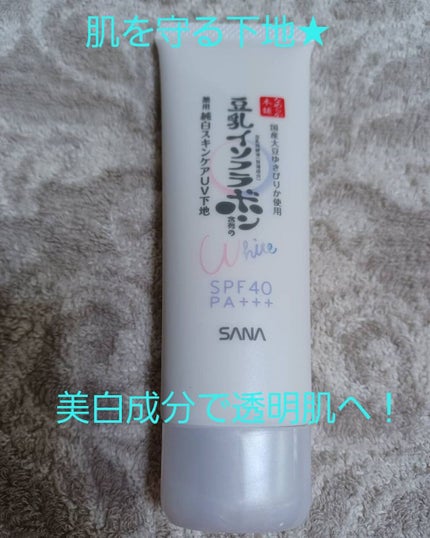 肌を守る下地★
なめらか
本舗
国産大豆ゆきぴりか使用
豆乳イソフラボン
含有の
薬用 純白スキンケアUV下地
White
SPF40
PA+++
SANA
美白成分で透明肌へ！